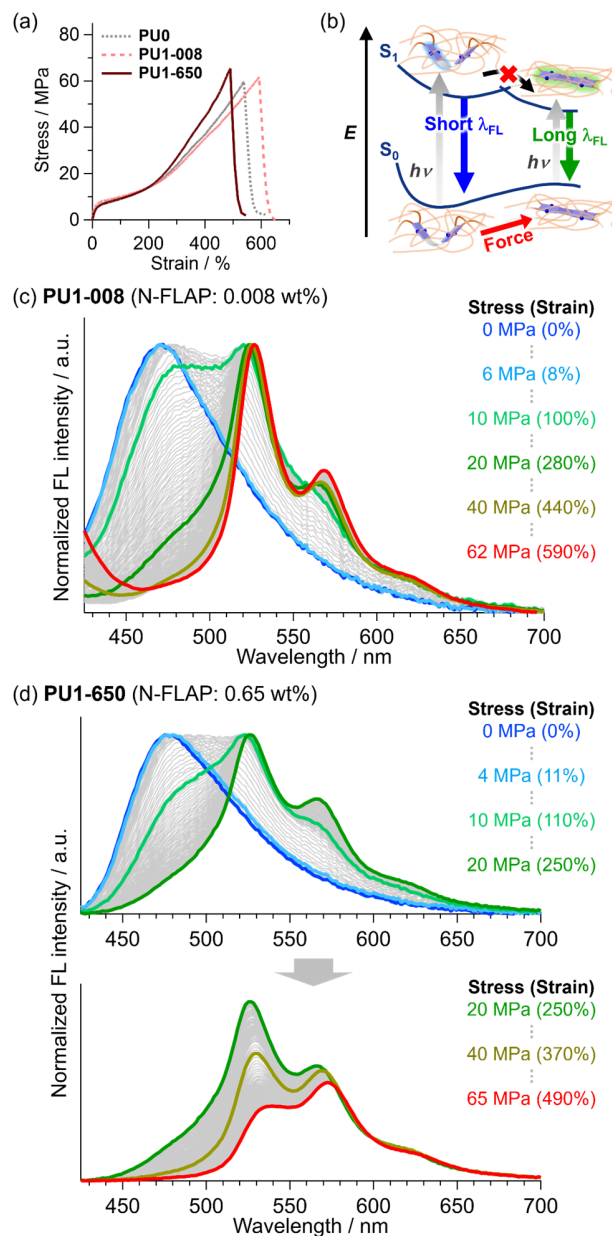 (a)
PU0
PU1-008
PU1-650
Stress / MPa
80
60
40
20
0
0 200 400 600
Strain / %
(b)
E
S1
S0
Short λFL
Long λFL
hν
hν
Force
(c) PU1-008 (N-FLAP: 0.008 wt%)
Normalized FL intensity / a.u.
Stress (Strain)
0 MPa (0%)
6 MPa (8%)
10 MPa (100%)
20 MPa (280%)
40 MPa (440%)
62 MPa (590%)
450 500 550 600 650 700
Wavelength / nm
(d) PU1-650 (N-FLAP: 0.65 wt%)
Normalized FL intensity / a.u.
Stress (Strain)
0 MPa (0%)
4 MPa (11%)
10 MPa (110%)
20 MPa (250%)
450 500 550 600 650 700
Stress (Strain)
20 MPa (250%)
40 MPa (370%)
65 MPa (490%)
450 500 550 600 650 700
Wavelength / nm